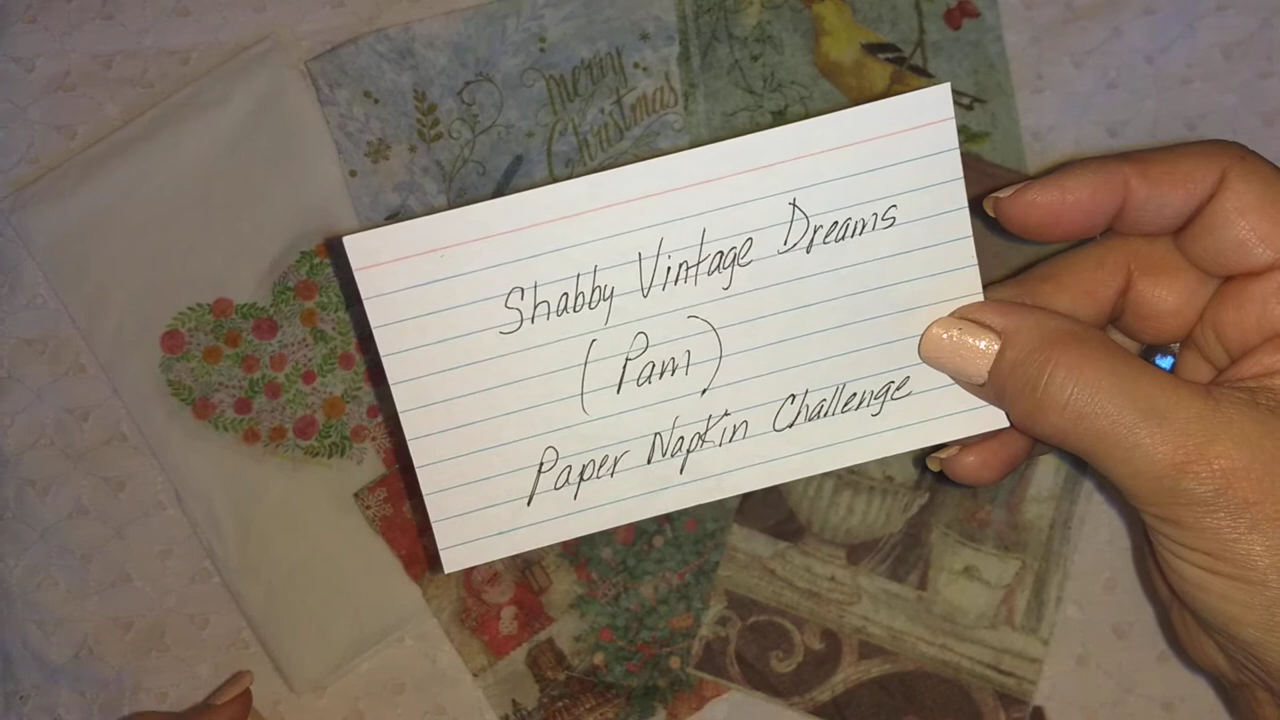 Merry
Christmas
Shabby Vintage Dreams
(Pam)
Paper Napkin Challenge